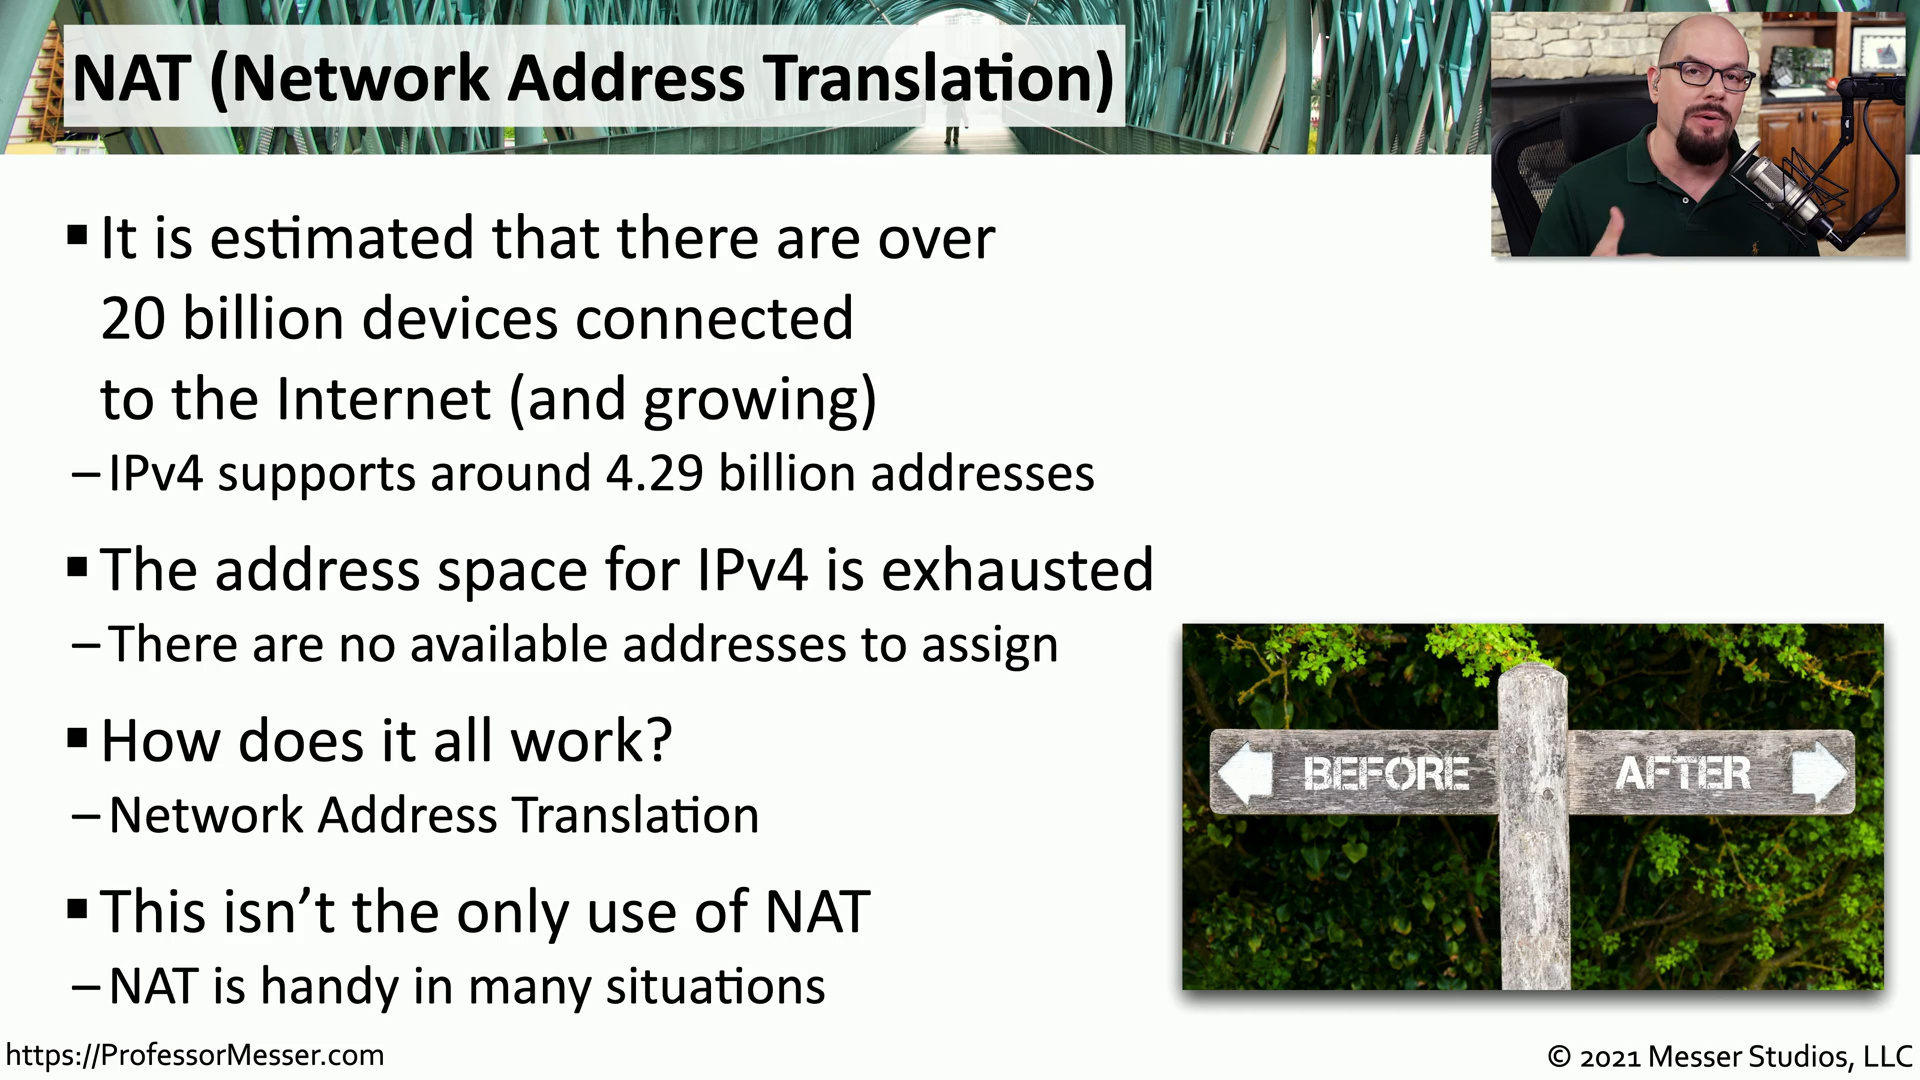 NAT (Network Address Translation)
■ It is estimated that there are over
20 billion devices connected
to the Internet (and growing)
– IPv4 supports around 4.29 billion addresses
■ The address space for IPv4 is exhausted
– There are no available addresses to assign
■ How does it all work?
– Network Address Translation
■ This isn’t the only use of NAT
– NAT is handy in many situations
BEFORE AFTER
https://ProfessorMesser.com
© 2021 Messer Studios, LLC